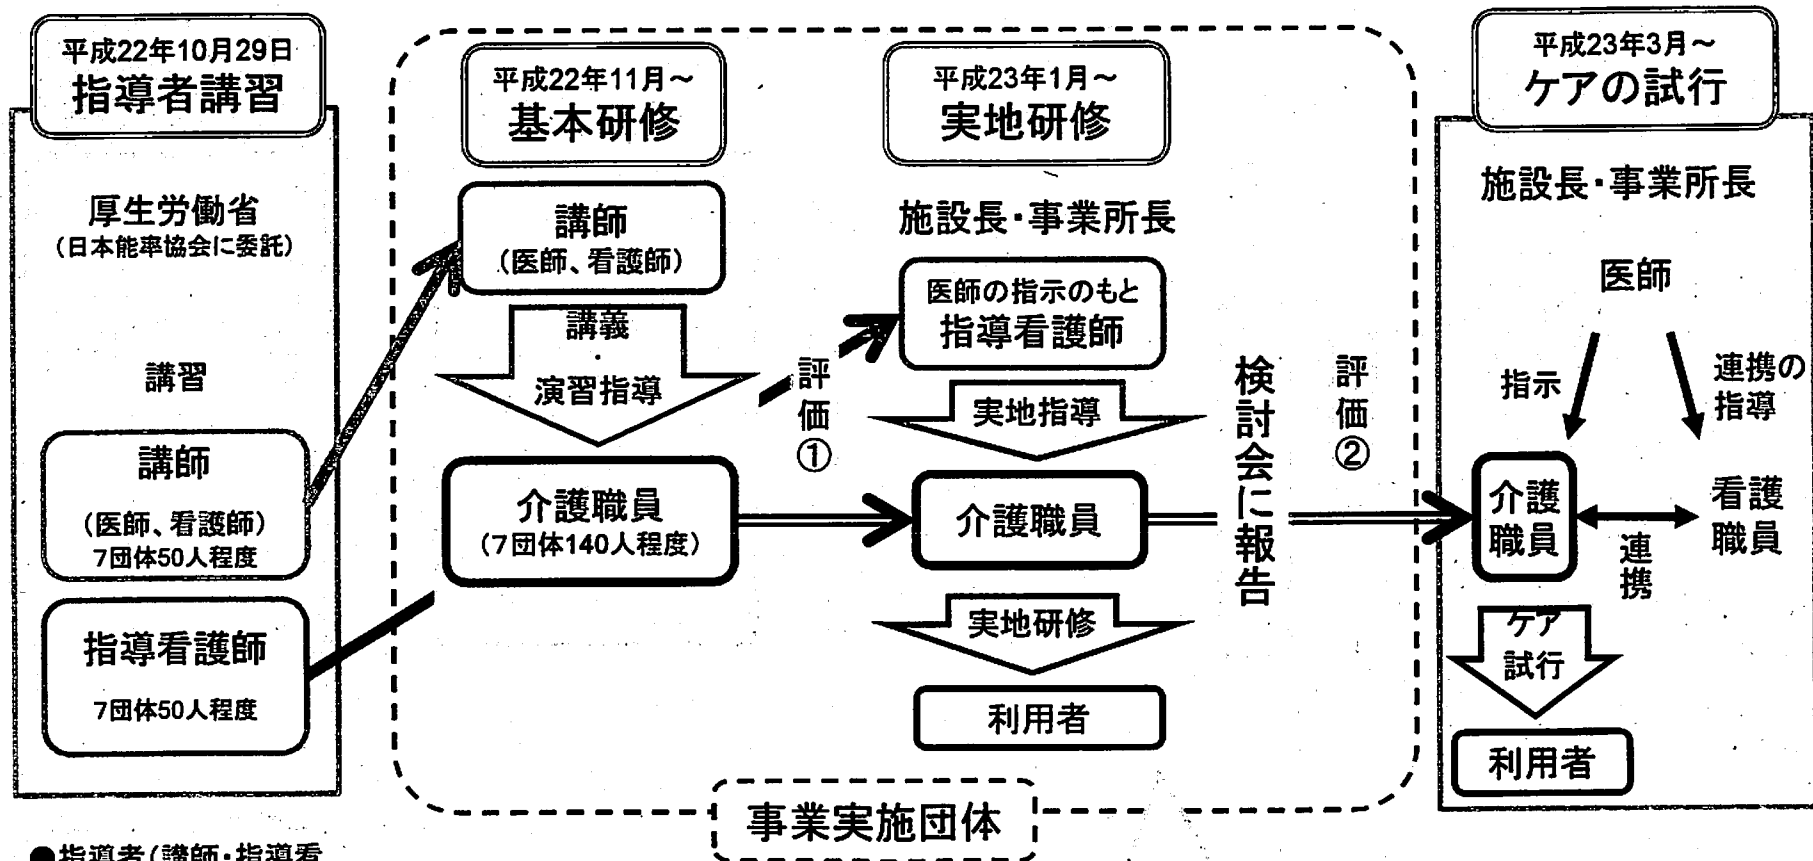 平成22年10月29日
指導者講習
厚生労働省
(日本能率協会に委託)
講習
講師
(医師、看護師)
7団体50人程度
指導看護師
7団体50人程度
平成22年11月～
基本研修
講師
(医師、看護師)
講義
・
演習指導
介護職員
(7団体140人程度)
評価①
平成23年1月～
実地研修
施設長・事業所長
医師の指示のもと
指導看護師
実地指導
介護職員
実地研修
利用者
検討会に報告
評価②
事業実施団体
平成23年3月～
ケアの試行
施設長・事業所長
医師
指示
連携の
指導
介護
職員
連携
看護
職員
ケア
試行
利用者
●指導者(講師・指導看